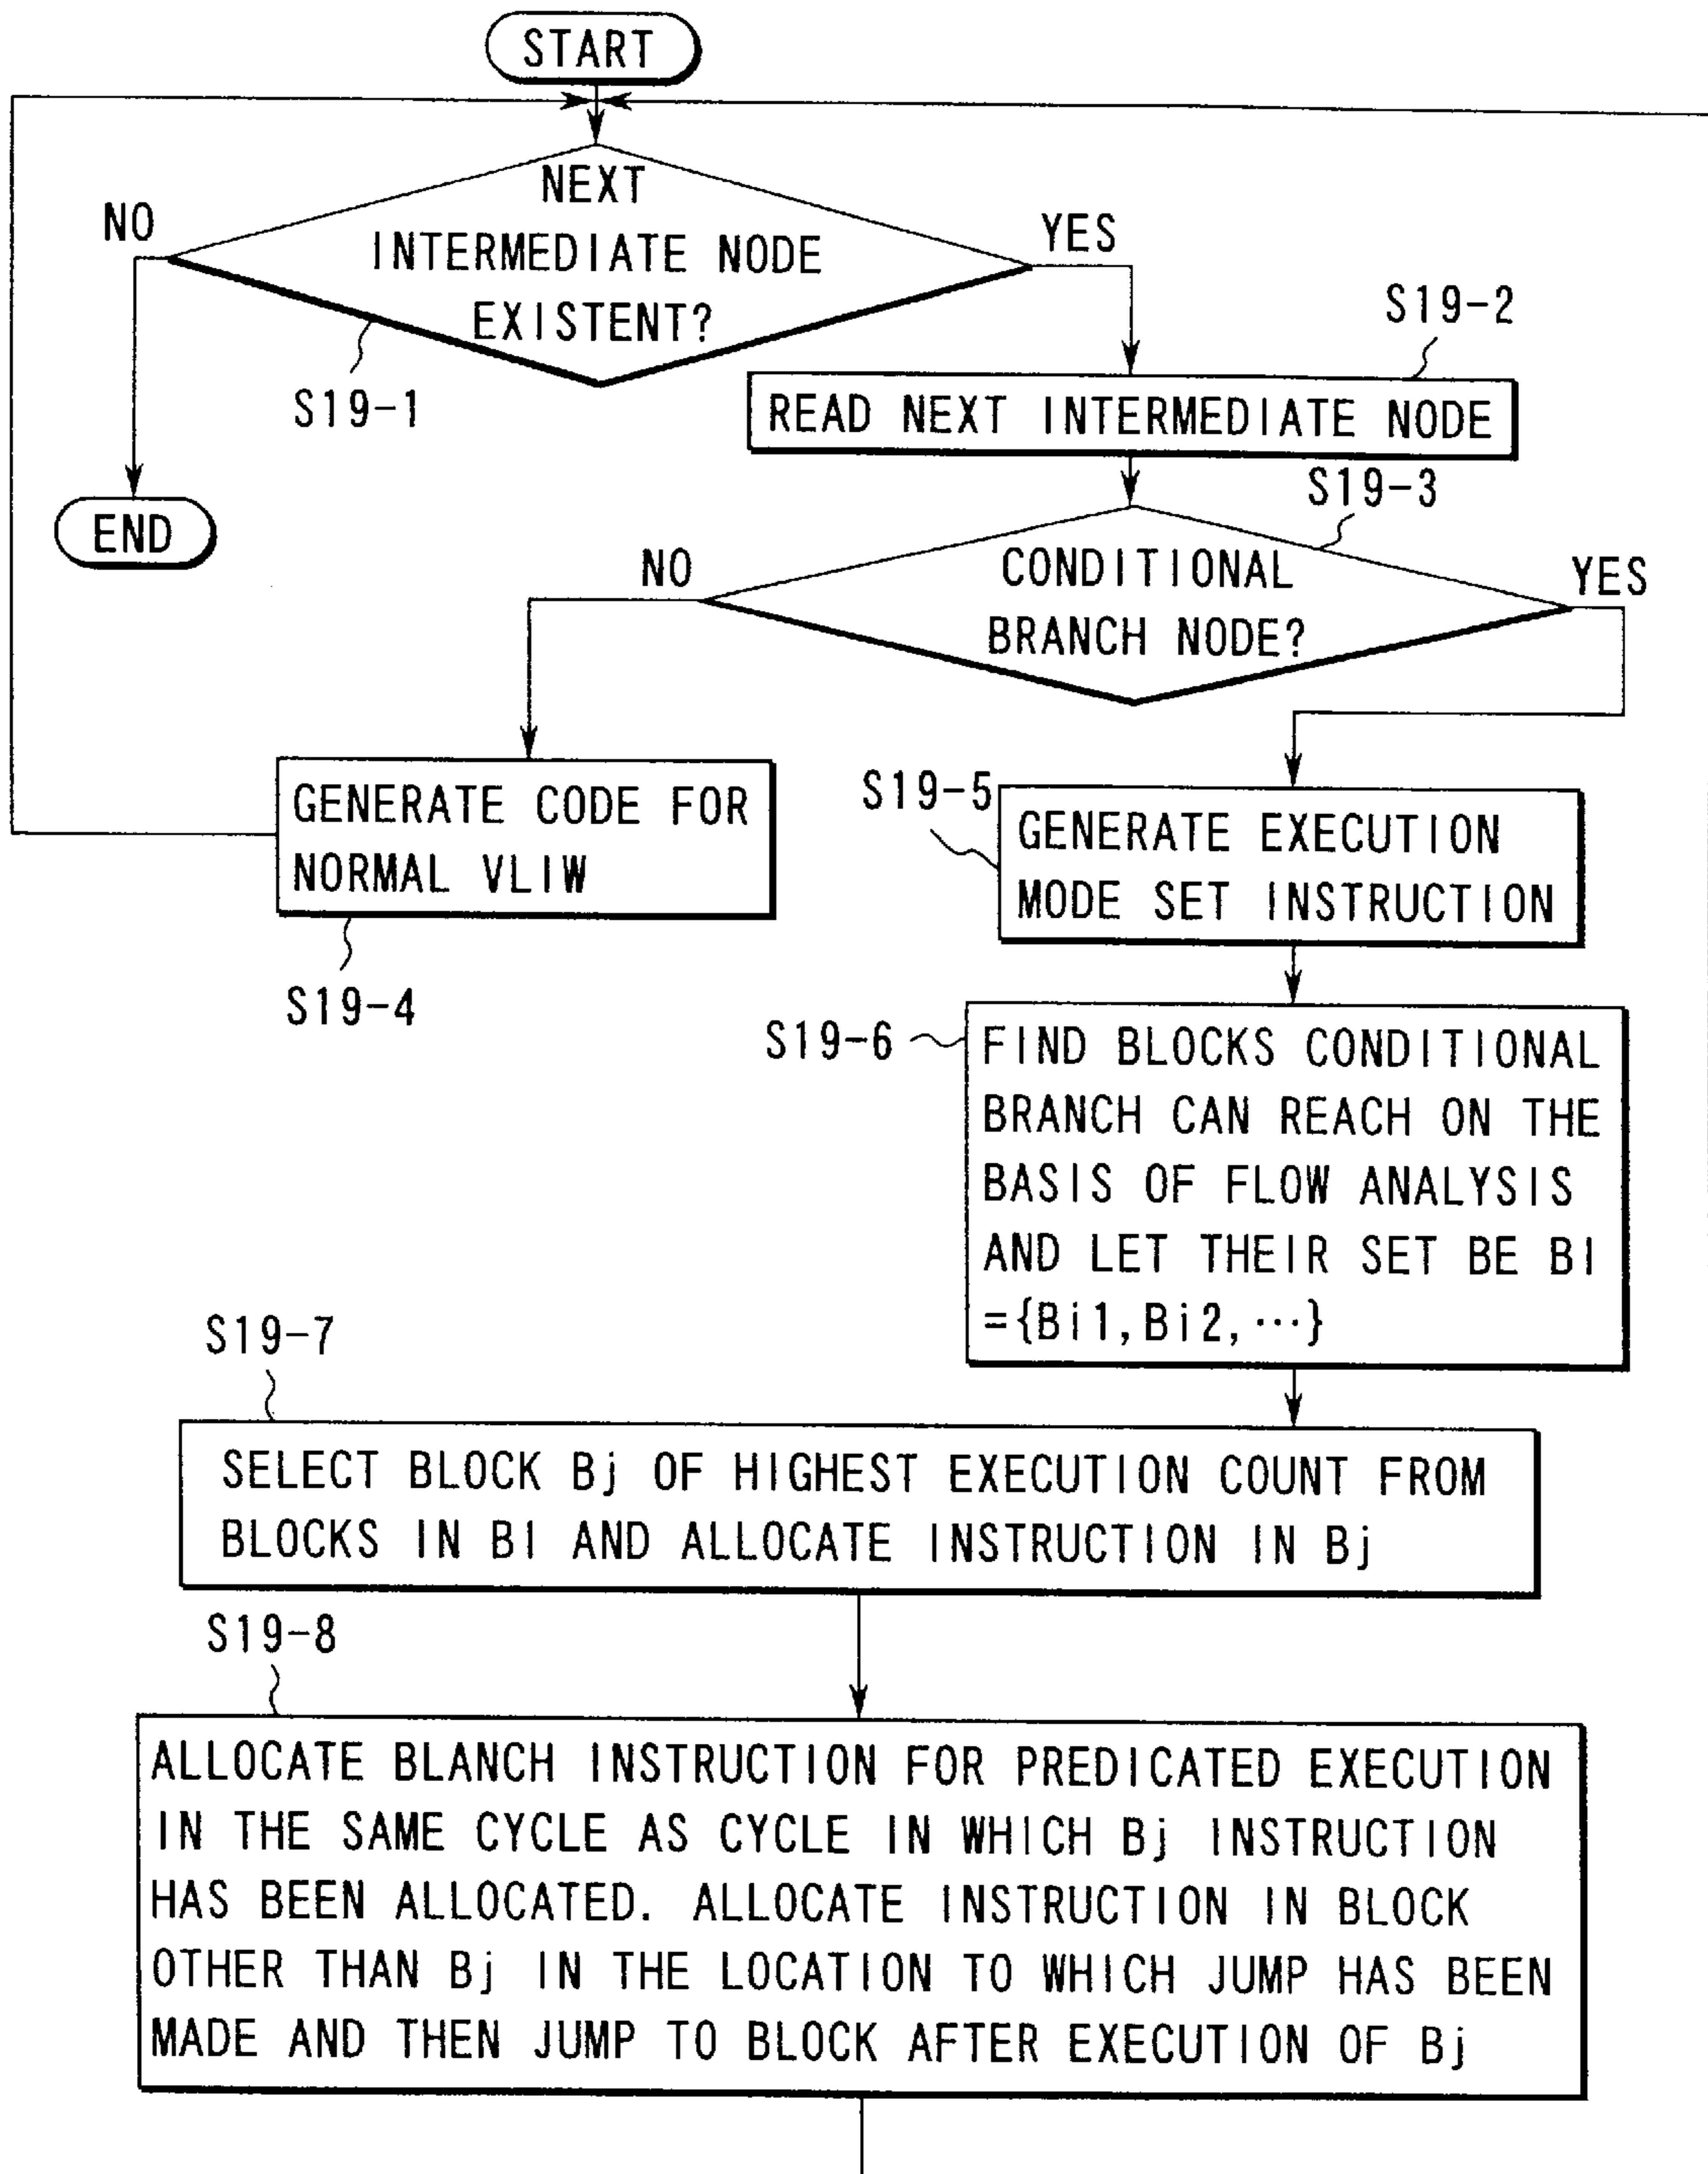 START
NEXT
INTERMEDIATE NODE
EXISTENT?
NO
YES
S19-1
S19-2
READ NEXT INTERMEDIATE NODE
END
S19-3
CONDITIONAL
BRANCH NODE?
NO
YES
GENERATE CODE FOR
NORMAL VLIW
S19-4
S19-5
GENERATE EXECUTION
MODE SET INSTRUCTION
S19-6
FIND BLOCKS CONDITIONAL
BRANCH CAN REACH ON THE
BASIS OF FLOW ANALYSIS
AND LET THEIR SET BE BI
={Bi1,Bi2,···}
S19-7
SELECT BLOCK Bj OF HIGHEST EXECUTION COUNT FROM
BLOCKS IN BI AND ALLOCATE INSTRUCTION IN Bj
S19-8
ALLOCATE BLANCH INSTRUCTION FOR PREDICATED EXECUTION
IN THE SAME CYCLE AS CYCLE IN WHICH Bj INSTRUCTION
HAS BEEN ALLOCATED. ALLOCATE INSTRUCTION IN BLOCK
OTHER THAN Bj IN THE LOCATION TO WHICH JUMP HAS BEEN
MADE AND THEN JUMP TO BLOCK AFTER EXECUTION OF Bj